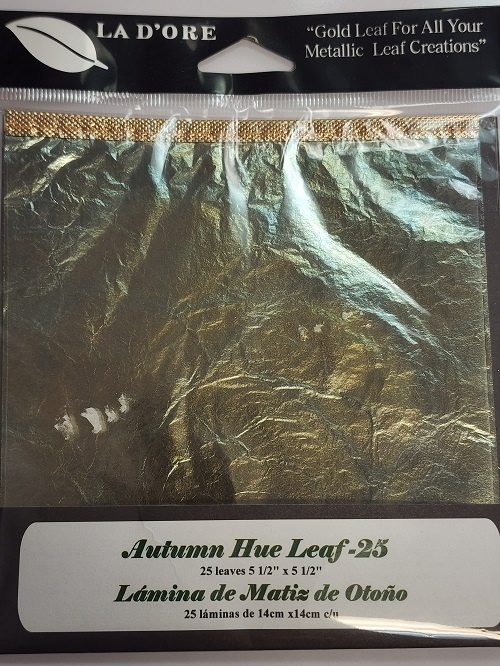 LA D'ORE
"Gold Leaf For All Your
Metallic Leaf Creations"
Autumn Hue Leaf-25
25 leaves 5 1/2" x 5 1/2"
Lámina de Matiz de Otoño
25 láminas de 14cm x14cm c/u